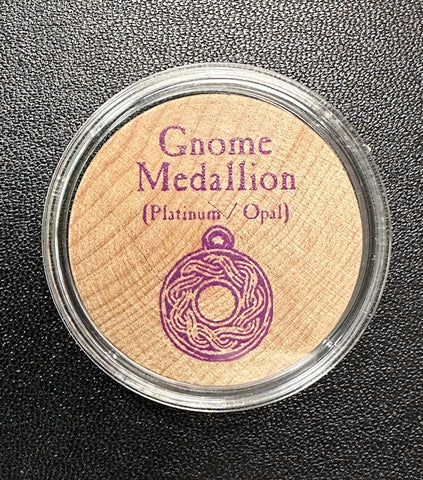 Gnome
Medallion
(Platinum / Opal)